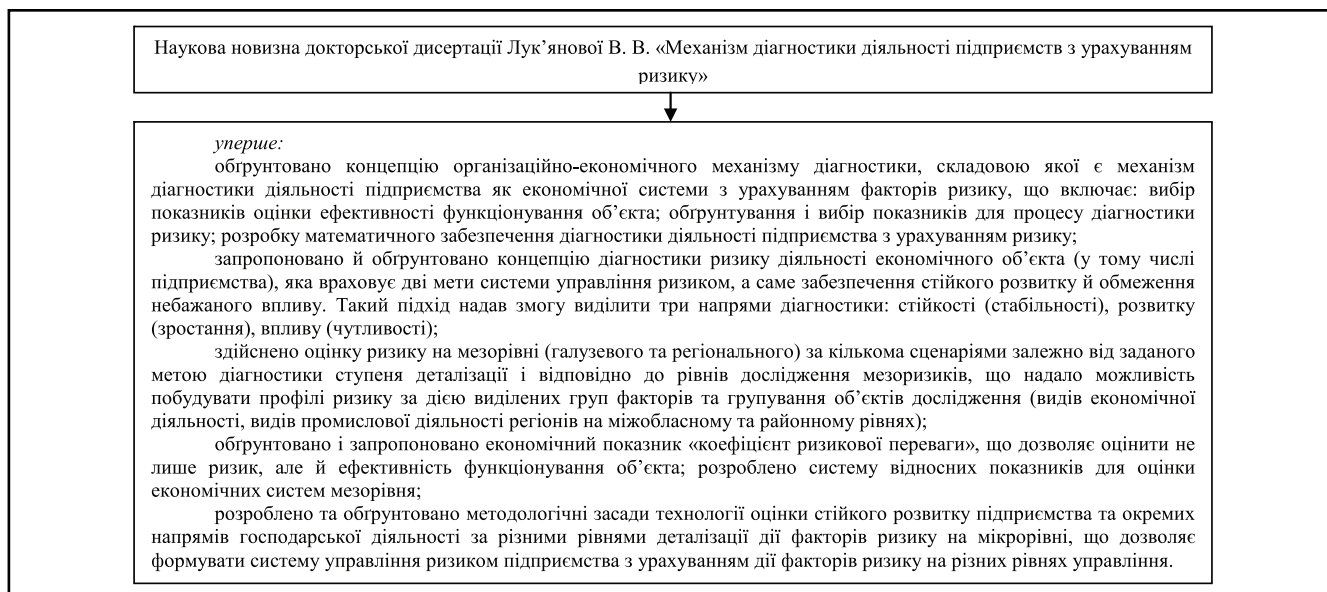 Наукова новизна докторської дисертації Лук’янової В. В. «Механізм діагностики діяльності підприємств з урахуванням
ризику»
уперше:
обґрунтовано концепцію організаційно-економічного механізму діагностики, складовою якої є механізм
діагностики діяльності підприємства як економічної системи з урахуванням факторів ризику, що включає: вибір
показників оцінки ефективності функціонування об’єкта; обґрунтування і вибір показників для процесу діагностики
ризику; розробку математичного забезпечення діагностики діяльності підприємства з урахуванням ризику;
запропоновано й обґрунтовано концепцію діагностики ризику діяльності економічного об’єкта (у тому числі
підприємства), яка враховує дві мети системи управління ризиком, а саме забезпечення стійкого розвитку й обмеження
небажаного впливу. Такий підхід надав змогу виділити три напрями діагностики: стійкості (стабільності), розвитку
(зростання), впливу (чутливості);
здійснено оцінку ризику на мезорівні (галузевого та регіонального) за кількома сценаріями залежно від заданого
метою діагностики ступеня деталізації і відповідно до рівнів дослідження мезоризиків, що надало можливість
побудувати профілі ризику за дією виділених груп факторів та групування об’єктів дослідження (видів економічної
діяльності, видів промислової діяльності регіонів на міжобласному та районному рівнях);
обґрунтовано і запропоновано економічний показник «коефіцієнт ризикової переваги», що дозволяє оцінити не
лише ризик, але й ефективність функціонування об’єкта; розроблено систему відносних показників для оцінки
економічних систем мезорівня;
розроблено та обґрунтовано методологічні засади технології оцінки стійкого розвитку підприємства та окремих
напрямів господарської діяльності за різними рівнями деталізації дії факторів ризику на мікрорівні, що дозволяє
формувати систему управління ризиком підприємства з урахуванням дії факторів ризику на різних рівнях управління.